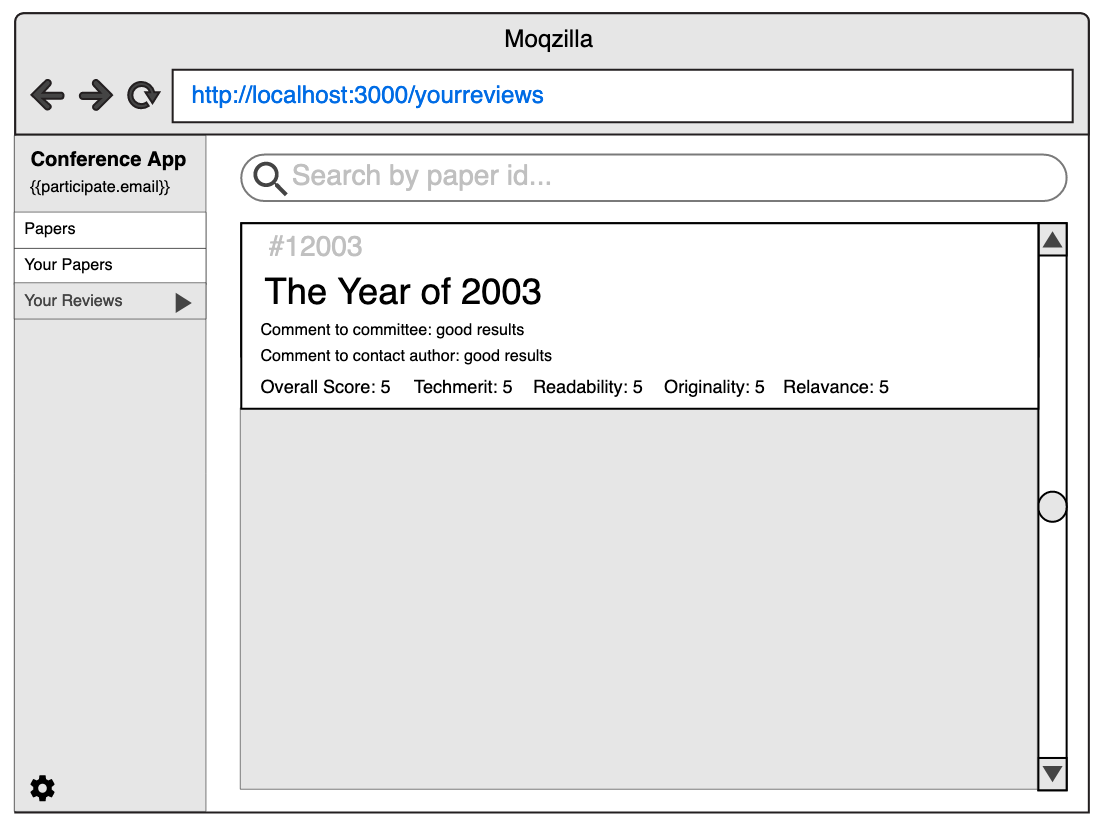 Moqzilla
http://localhost:3000/yourreviews
Conference App
{{participate.email}}
Papers
Your Papers
Your Reviews
Search by paper id...
#12003
The Year of 2003
Comment to committee: good results
Comment to contact author: good results
Overall Score: 5 Techmerit: 5 Readability: 5 Originality: 5 Relavance: 5